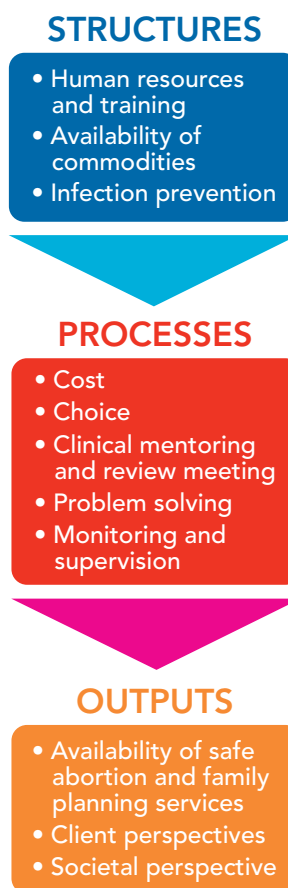 STRUCTURES
• Human resources
and training
• Availability of
commodities
• Infection prevention
PROCESSES
• Cost
• Choice
• Clinical mentoring
and review meeting
• Problem solving
• Monitoring and
supervision
OUTPUTS
• Availability of safe
abortion and family
planning services
• Client perspectives
• Societal perspective